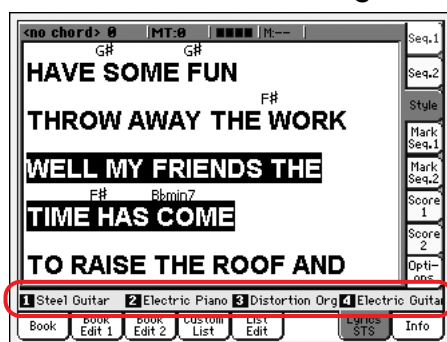 <no chord> 0 MT:0 M:--
G# G#
HAVE SOME FUN
F#
THROW AWAY THE WORK
WELL MY FRIENDS THE
F# Bbmin7
TIME HAS COME
TO RAISE THE ROOF AND
1 Steel Guitar 2 Electric Piano 3 Distortion Org 4 Electric Guitar
Seq.1
Seq.2
Style
Mark
Seq.1
Mark
Seq.2
Score
1
Score
2
Opti-
ons
Book
Book
Edit 1
Book
Edit 2
Custom
List
List
Edit
Lyrics
STS
Info